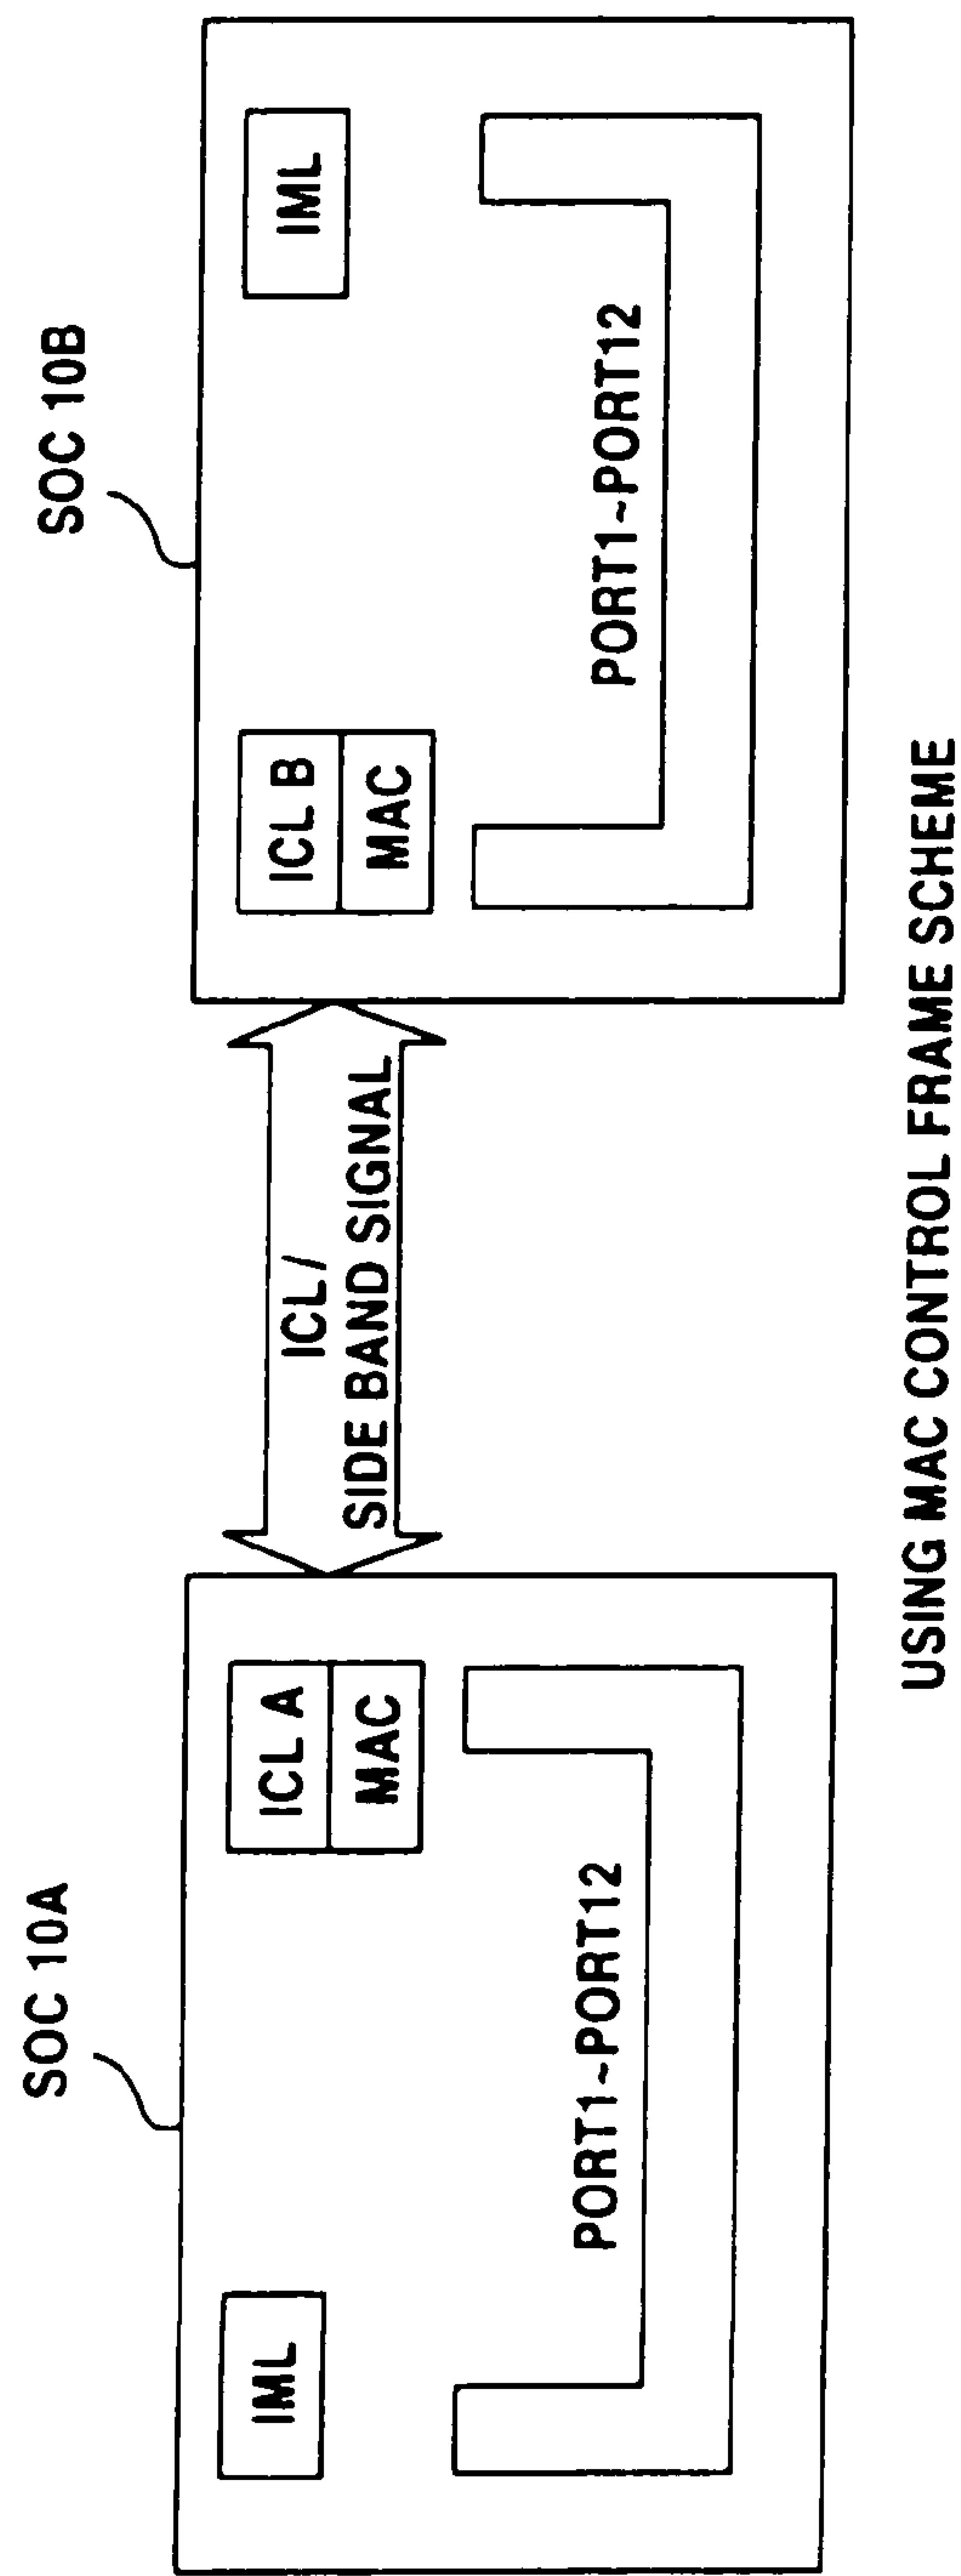 SOC 10A
SOC 10B
IML
ICL A
MAC
PORT1~PORT12
ICL/
SIDE BAND SIGNAL
ICL B
MAC
IML
PORT1~PORT12
USING MAC CONTROL FRAME SCHEME